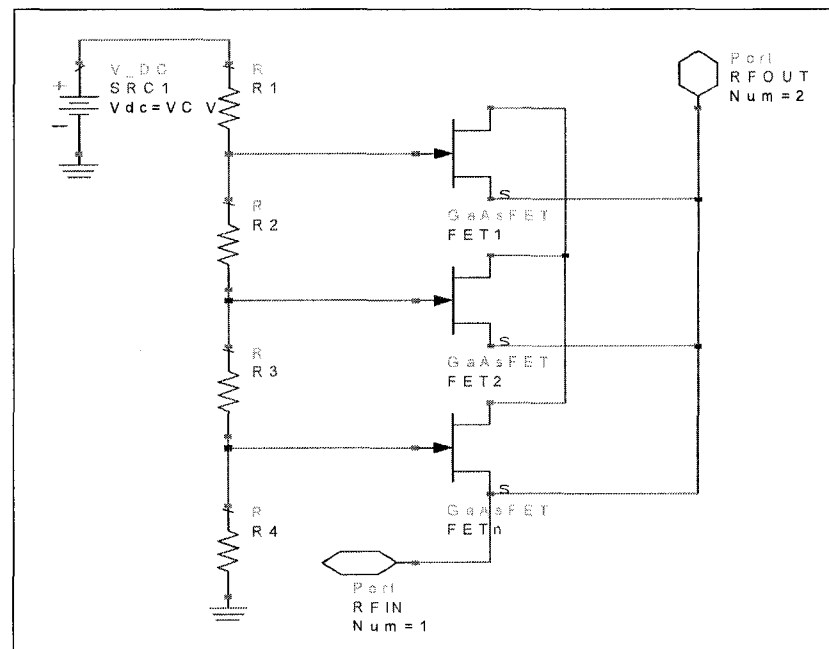 V_DC
SRC1
Vdc=VC V
R
R1
Port
RFOUT
Num=2
S
GaAsFET
FET1
R
R2
S
GaAsFET
FET2
R
R3
S
GaAsFET
FETn
R
R4
Port
RFIN
Num=1